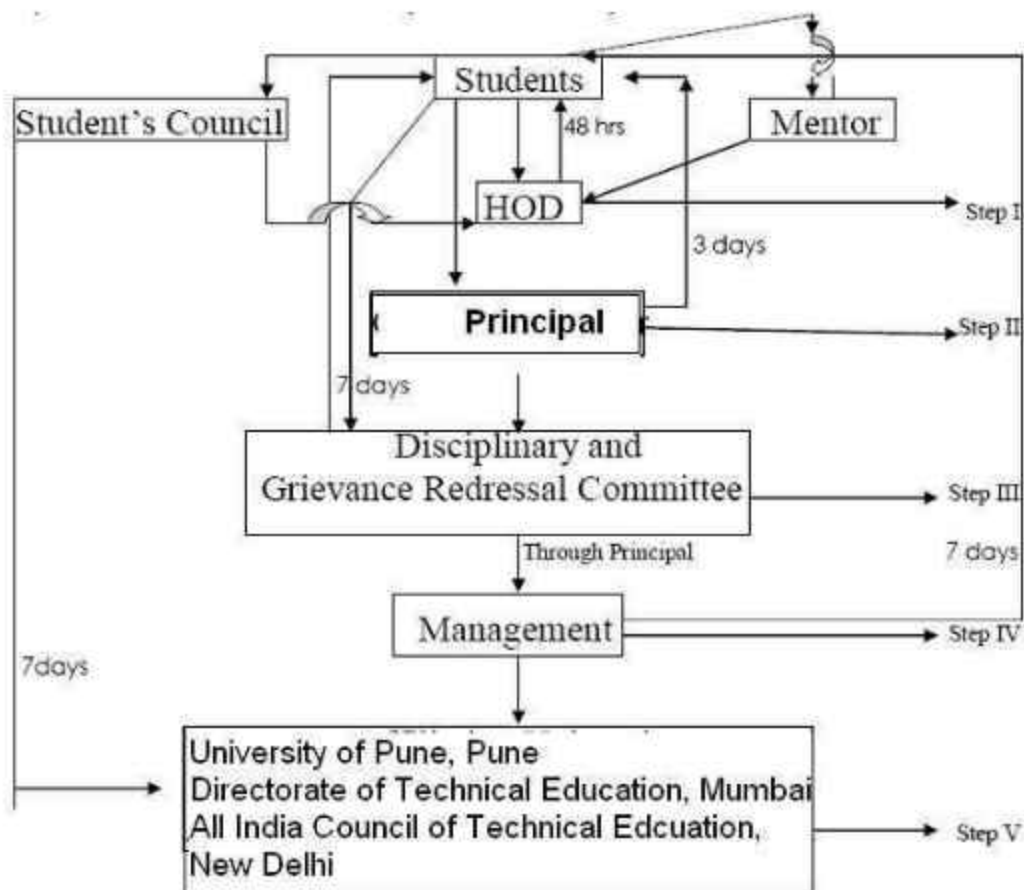 Students
Student's Council
48 hrs
Mentor
HOD
Step I
3 days
Principal
Step II
7 days
Disciplinary and
Grievance Redressal Committee
Step III
Through Principal
7 days
Management
Step IV
7days
University of Pune, Pune
Directorate of Technical Education, Mumbai
All India Council of Technical Edcuation,
New Delhi
Step V